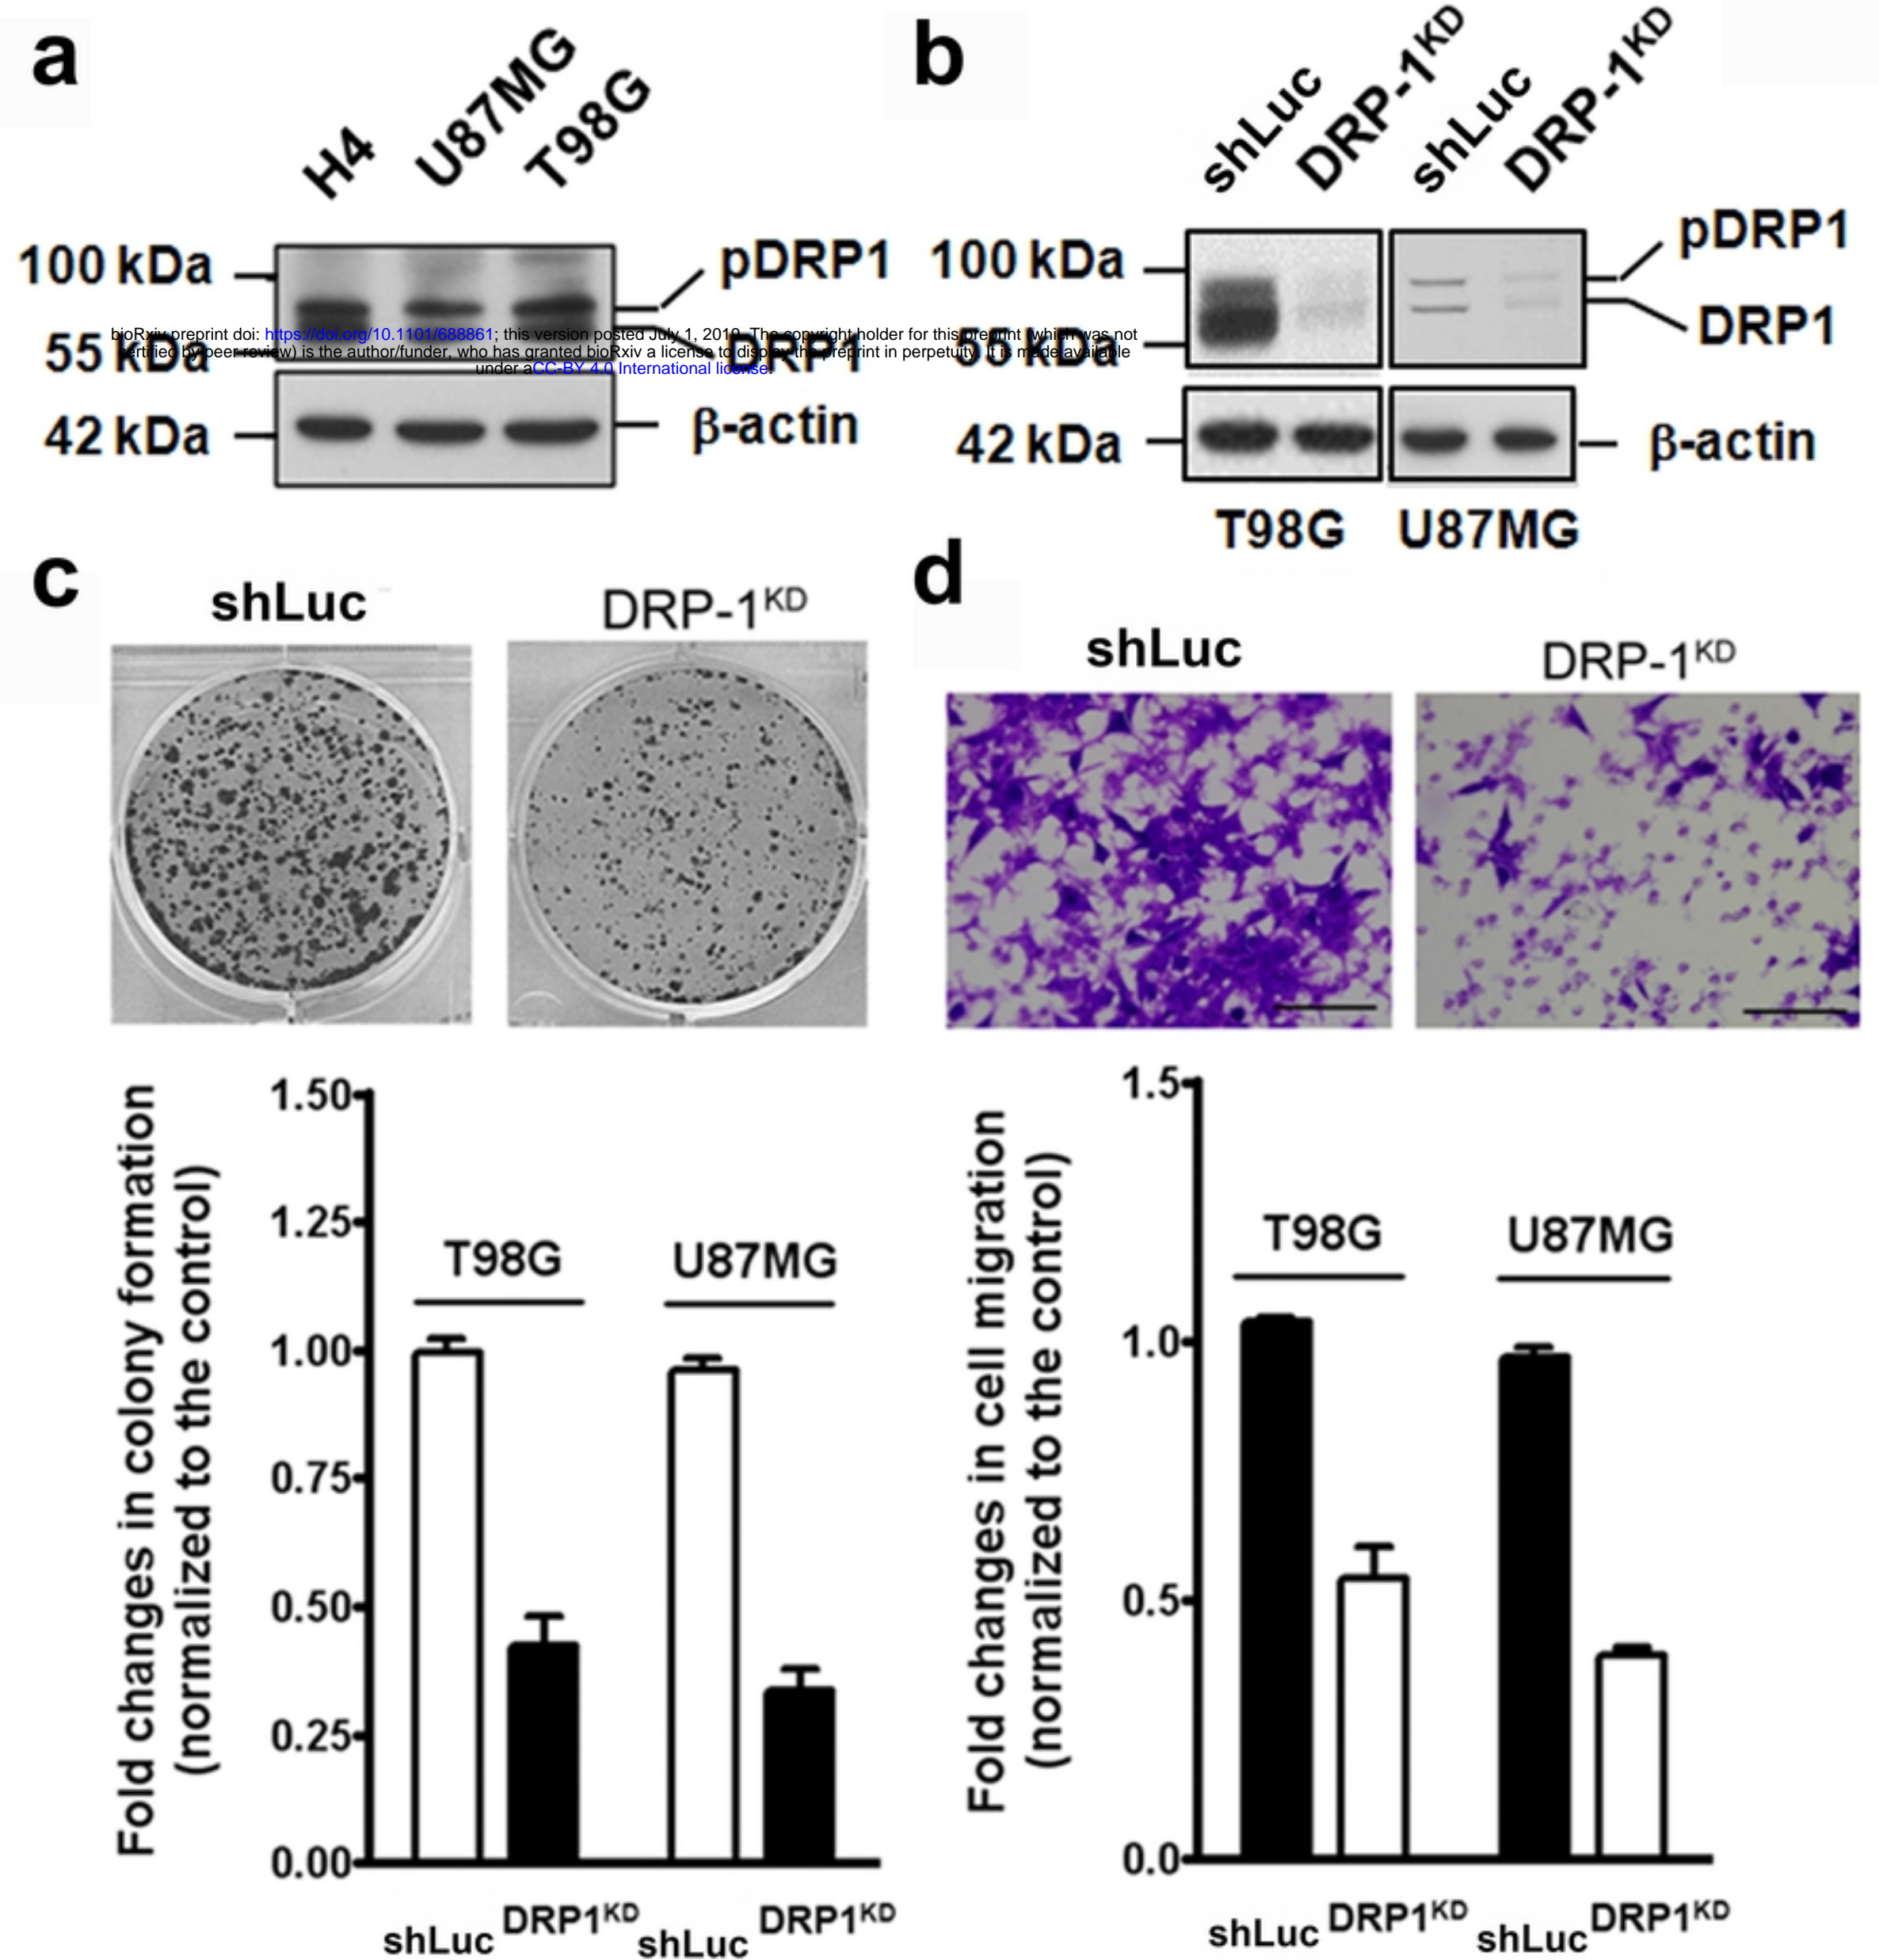 a
H4
U87MG
T98G
100 kDa
pDRP1
55 kDa
DRP1
42 kDa
β-actin
bioRxiv preprint doi: https://doi.org/10.1101/688861; this version posted July 1, 2019. The copyright holder for this preprint (which was not
certified by peer review) is the author/funder, who has granted bioRxiv a license to display the preprint in perpetuity. It is made available
under aCC-BY 4.0 International license.
b
shLuc
DRP-1KD
shLuc
DRP-1KD
100 kDa
pDRP1
55 kDa
DRP1
42 kDa
β-actin
T98G
U87MG
c
shLuc
DRP-1KD
Fold changes in colony formation
(normalized to the control)
1.50
1.25
1.00
0.75
0.50
0.25
0.00
T98G
U87MG
shLuc
DRP1KD
shLuc
DRP1KD
d
shLuc
DRP-1KD
Fold changes in cell migration
(normalized to the control)
1.5
1.0
0.5
0.0
T98G
U87MG
shLuc
DRP1KD
shLuc
DRP1KD